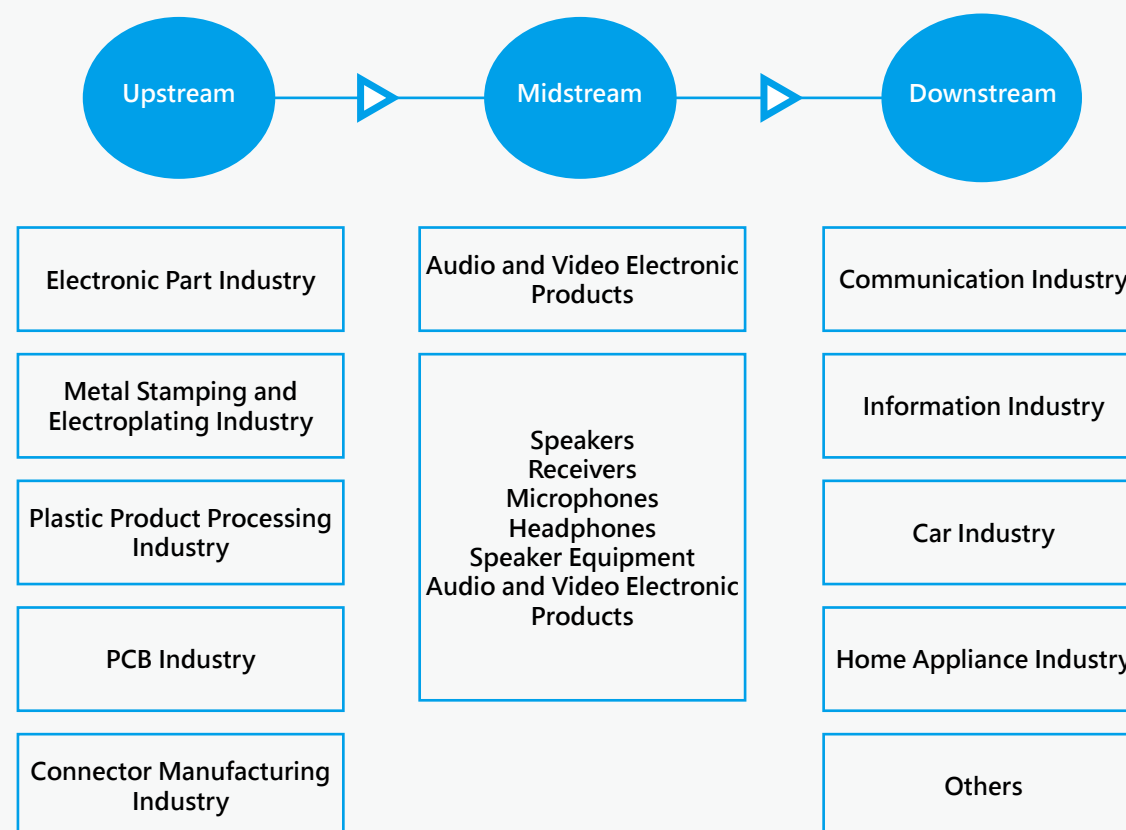 Upstream
Midstream
Downstream
Electronic Part Industry
Metal Stamping and
Electroplating Industry
Plastic Product Processing
Industry
PCB Industry
Connector Manufacturing
Industry
Audio and Video Electronic
Products
Speakers
Receivers
Microphones
Headphones
Speaker Equipment
Audio and Video Electronic
Products
Communication Industry
Information Industry
Car Industry
Home Appliance Industry
Others